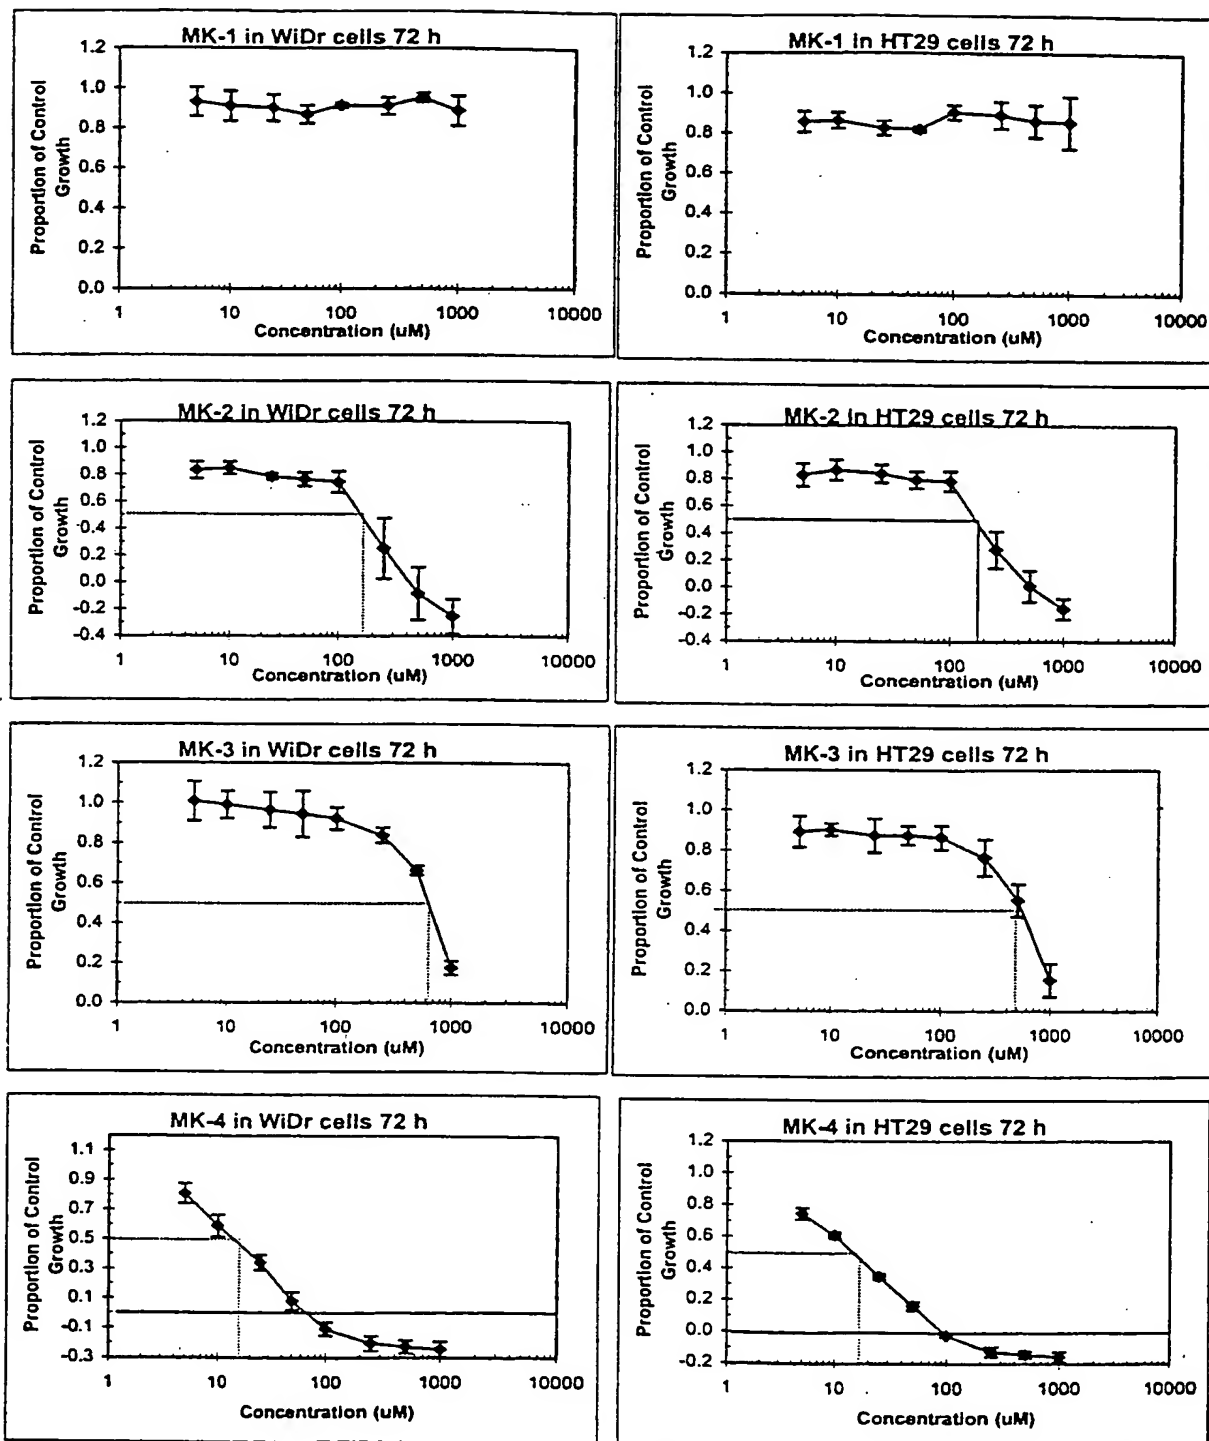 MK-1 in WiDr cells 72 h
Proportion of Control
Growth
1.2
1.0
0.8
0.6
0.4
0.2
0.0
1 10 100 1000 10000
Concentration (uM)
MK-1 in HT29 cells 72 h
Proportion of Control
Growth
1.2
1.0
0.8
0.6
0.4
0.2
0.0
1 10 100 1000 10000
Concentration (uM)
MK-2 in WiDr cells 72 h
Proportion of Control
Growth
1.2
1.0
0.8
0.6
0.4
0.2
0.0
-0.2
-0.4
1 10 100 1000 10000
Concentration (uM)
MK-2 in HT29 cells 72 h
Proportion of Control
Growth
1.2
1.0
0.8
0.6
0.4
0.2
0.0
-0.2
-0.4
1 10 100 1000 10000
Concentration (uM)
MK-3 in WiDr cells 72 h
Proportion of Control
Growth
1.2
1.0
0.8
0.6
0.4
0.2
0.0
1 10 100 1000 10000
Concentration (uM)
MK-3 in HT29 cells 72 h
Proportion of Control
Growth
1.2
1.0
0.8
0.6
0.4
0.2
0.0
1 10 100 1000 10000
Concentration (uM)
MK-4 in WiDr cells 72 h
Proportion of Control
Growth
1.1
0.9
0.7
0.5
0.3
0.1
-0.1
-0.3
1 10 100 1000 10000
Concentration (uM)
MK-4 in HT29 cells 72 h
Proportion of Control
Growth
1.2
1.0
0.8
0.6
0.4
0.2
0.0
-0.2
1 10 100 1000 10000
Concentration (uM)